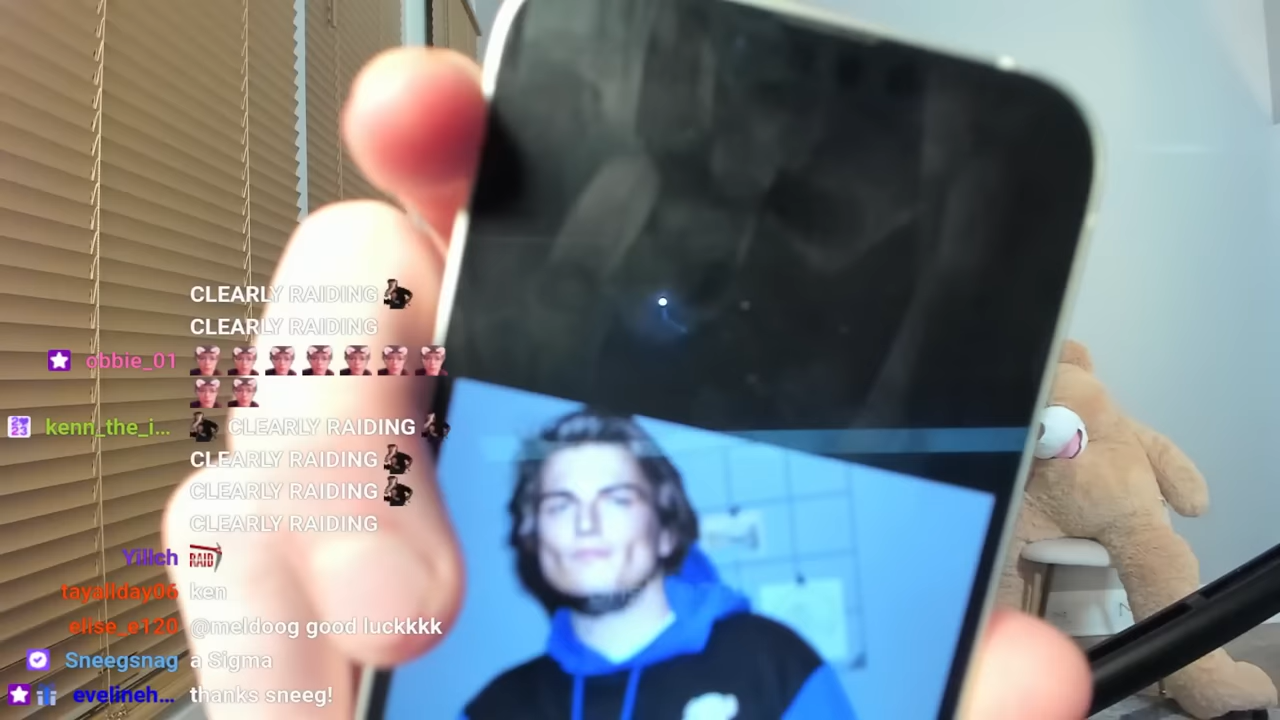 CLEARLY RAIDING
CLEARLY RAIDING
obbie_01
kenn_the_i... CLEARLY RAIDING
CLEARLY RAIDING
CLEARLY RAIDING
CLEARLY RAIDING
Yillch RAID
tayallday06 ken
elise_e120 @meldoog good luckkkk
Sneegsnag a Sigma
evelineh... thanks sneeg!